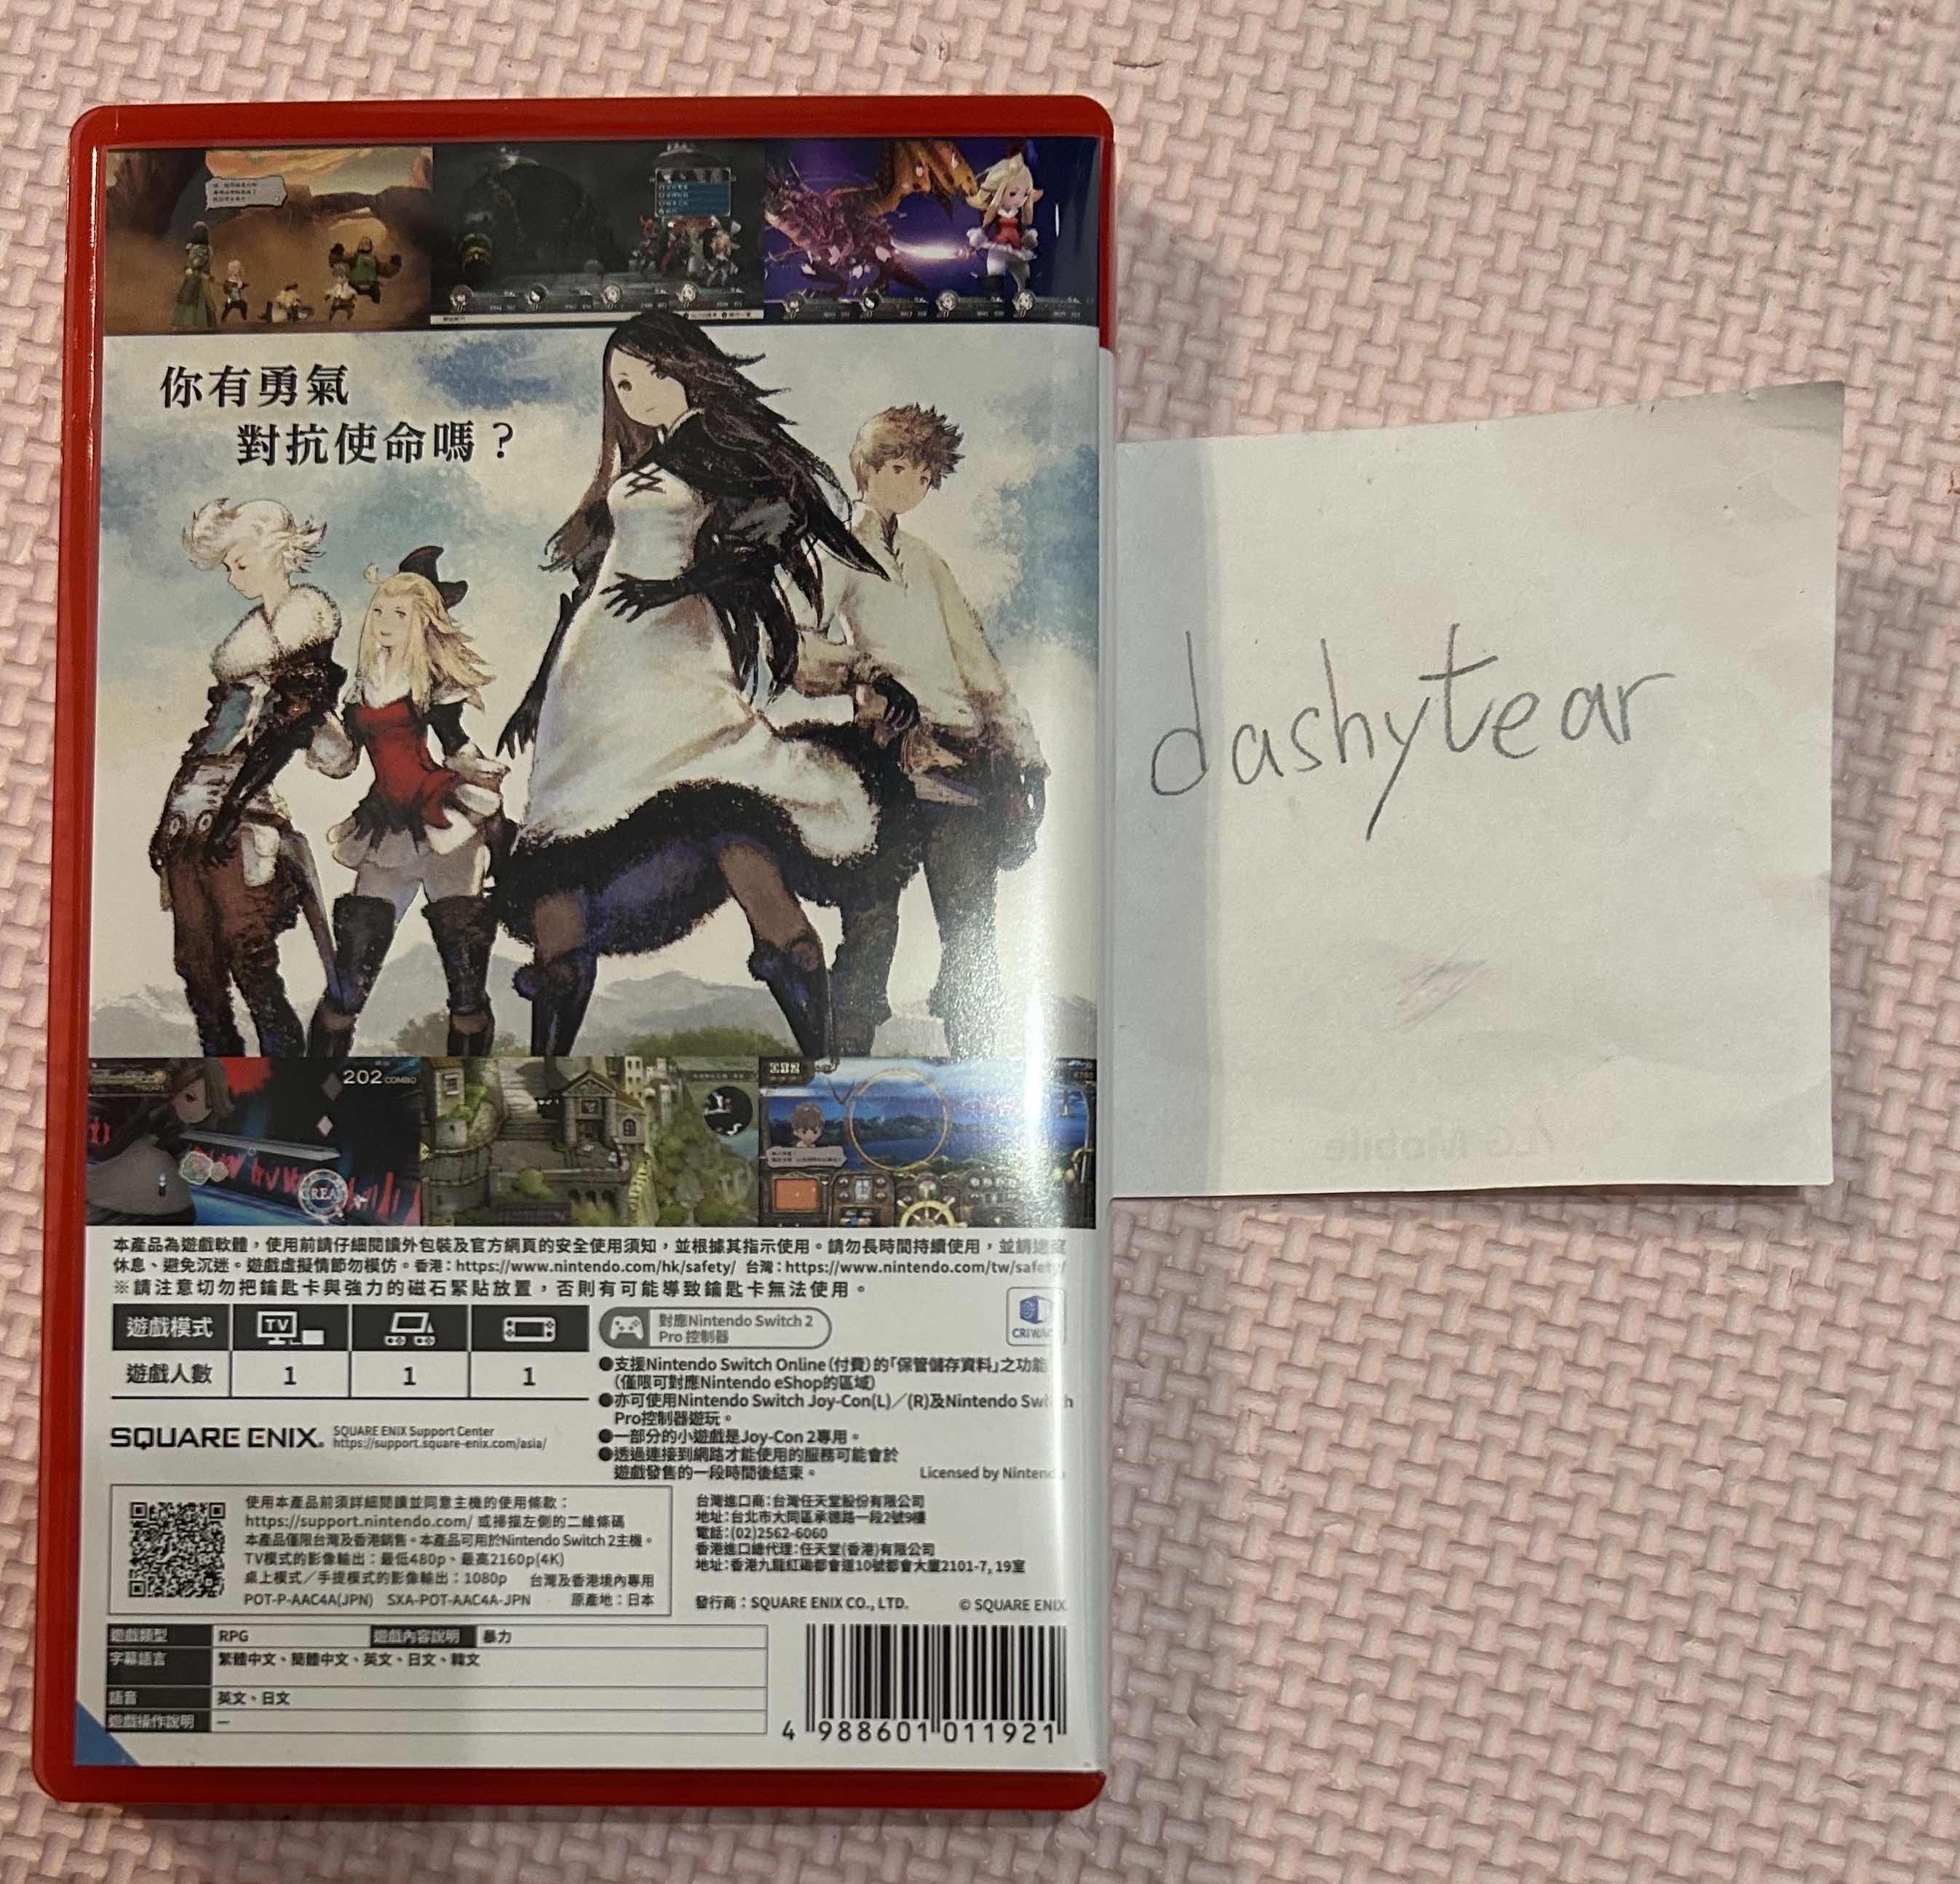 你有勇氣
對抗使命嗎？
dashytear
202 COMBO
本產品為遊戲軟體，使用前請仔細閱讀外包裝及官方網頁的安全使用須知，並根據其指示使用。請勿長時間持續使用，並請適度
休息、避免沉迷。遊戲虛擬情節勿模仿。香港：https://www.nintendo.com/hk/safety/ 台灣：https://www.nintendo.com/tw/safety/
※請注意切勿把鑰匙卡與強力的磁石緊貼放置，否則有可能導致鑰匙卡無法使用。
遊戲模式 TV
遊戲人數 1 1 1
對應Nintendo Switch 2
Pro 控制器
CRIWARE
●支援Nintendo Switch Online（付費）的「保管儲存資料」之功能
（僅限可對應Nintendo eShop的區域）
●亦可使用Nintendo Switch Joy-Con(L)／(R)及Nintendo Switch
Pro控制器遊玩。
●一部分的小遊戲是Joy-Con 2專用。
●透過連接到網路才能使用的服務可能會於
遊戲發售的一段時間後結束。
Licensed by Nintendo
SQUARE ENIX.
SQUARE ENIX Support Center
https://support.square-enix.com/asia/
使用本產品前須詳細閱讀並同意主機的使用條款：
https://support.nintendo.com/ 或掃描左側的二維條碼
本產品僅限台灣及香港銷售。本產品可用於Nintendo Switch 2主機。
TV模式的影像輸出：最低480p、最高2160p(4K)
桌上模式／手提模式的影像輸出：1080p 台灣及香港境內專用
POT-P-AAC4A(JPN) SXA-POT-AAC4A-JPN 原產地：日本
台灣進口商：台灣任天堂股份有限公司
地址：台北市大同區承德路一段2號9樓
電話：(02)2562-6060
香港進口總代理：任天堂(香港)有限公司
地址：香港九龍紅磡都會道10號都會大廈2101-7, 19室
發行商：SQUARE ENIX CO., LTD. © SQUARE ENIX
遊戲類型 RPG 遊戲內容說明 暴力
字幕語言 繁體中文、簡體中文、英文、日文、韓文
語音 英文、日文
遊戲操作說明 —
4 988601 011921